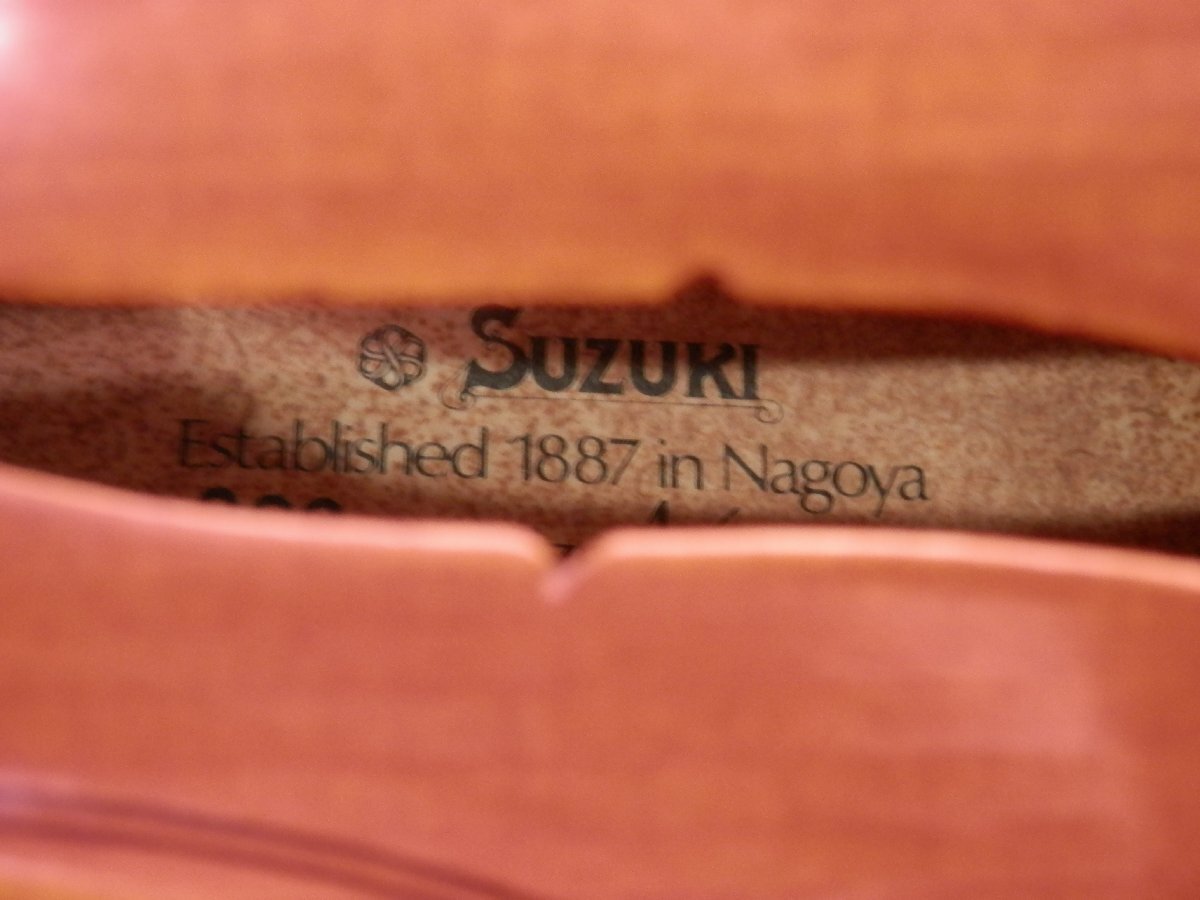 SUZUKI
Established 1887 in Nagoya